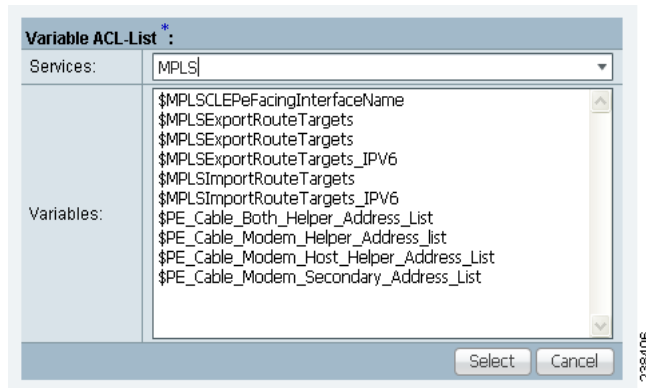 Variable ACL-List *:
Services: MPLS
Variables:
$MPLSCLEPeFacingInterfaceName
$MPLSExportRouteTargets
$MPLSExportRouteTargets
$MPLSExportRouteTargets_IPV6
$MPLSImportRouteTargets
$MPLSImportRouteTargets_IPV6
$PE_Cable_Both_Helper_Address_List
$PE_Cable_Modem_Helper_Address_list
$PE_Cable_Modem_Host_Helper_Address_List
$PE_Cable_Modem_Secondary_Address_List
Select Cancel
238406